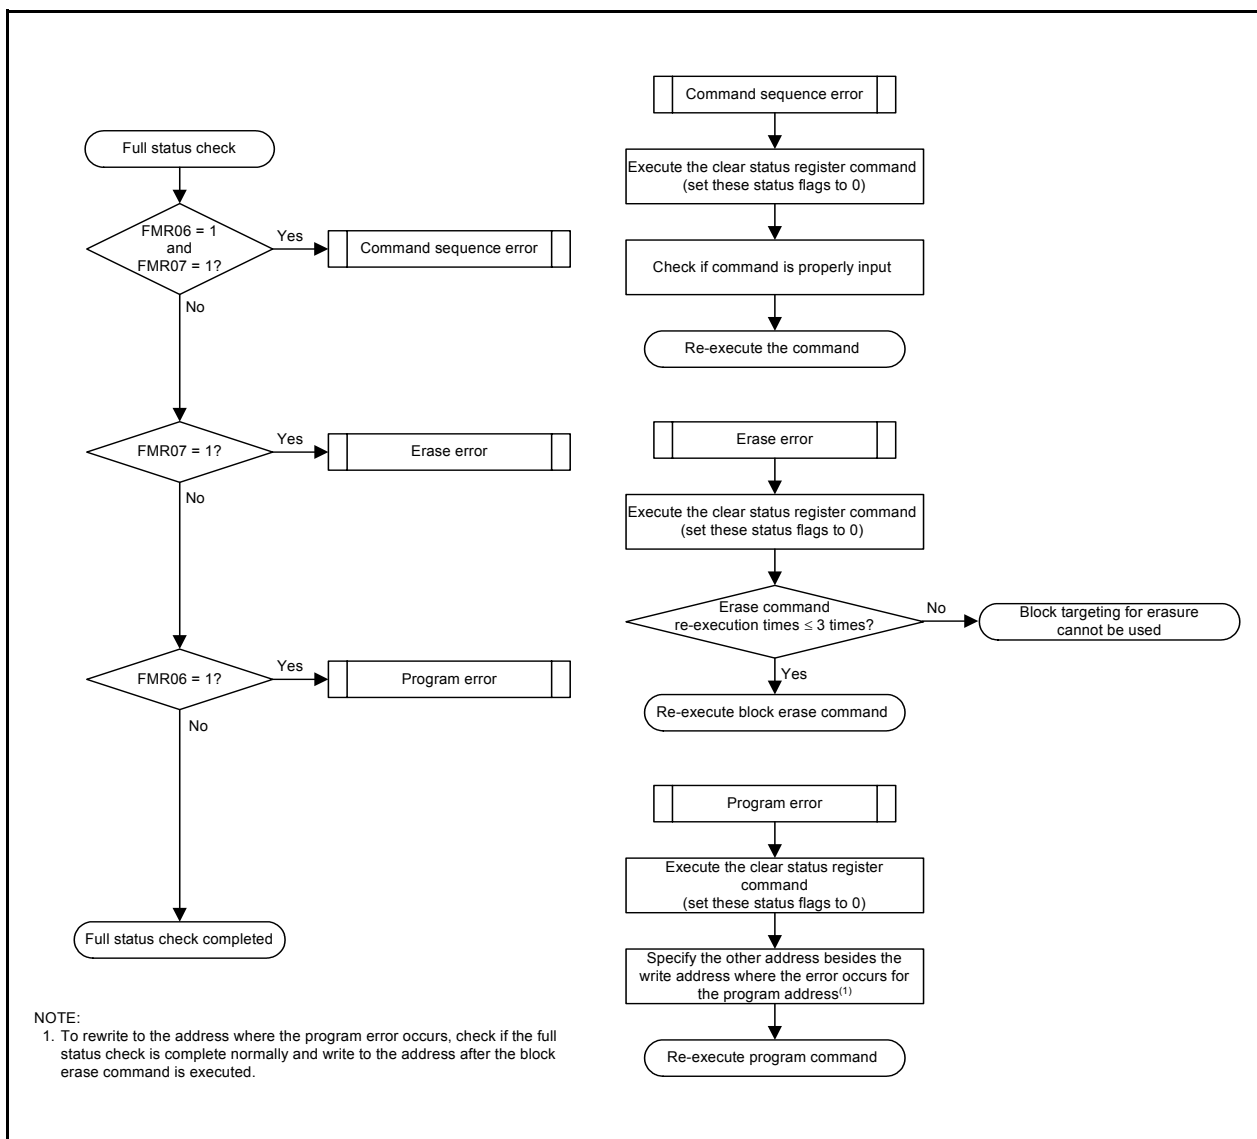 Full status check
FMR06 = 1
and
FMR07 = 1?
Yes
Command sequence error
No
FMR07 = 1?
Yes
Erase error
No
FMR06 = 1?
Yes
Program error
No
Full status check completed
NOTE:
1. To rewrite to the address where the program error occurs, check if the full
status check is complete normally and write to the address after the block
erase command is executed.
Command sequence error
Execute the clear status register command
(set these status flags to 0)
Check if command is properly input
Re-execute the command
Erase error
Execute the clear status register command
(set these status flags to 0)
Erase command
re-execution times ≤ 3 times?
No
Block targeting for erasure
cannot be used
Yes
Re-execute block erase command
Program error
Execute the clear status register
command
(set these status flags to 0)
Specify the other address besides the
write address where the error occurs for
the program address(1)
Re-execute program command